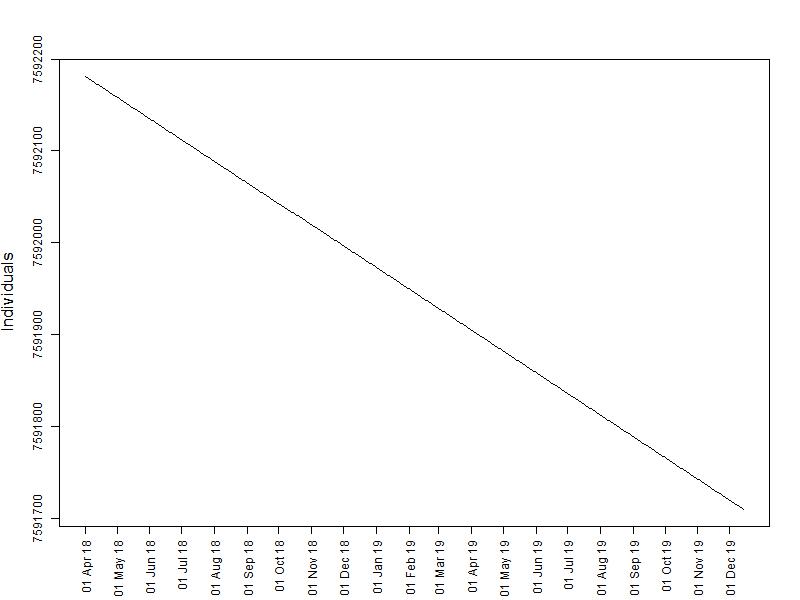 Individuals
7592200
7592100
7592000
7591900
7591800
7591700
01 Apr 18
01 May 18
01 Jun 18
01 Jul 18
01 Aug 18
01 Sep 18
01 Oct 18
01 Nov 18
01 Dec 18
01 Jan 19
01 Feb 19
01 Mar 19
01 Apr 19
01 May 19
01 Jun 19
01 Jul 19
01 Aug 19
01 Sep 19
01 Oct 19
01 Nov 19
01 Dec 19